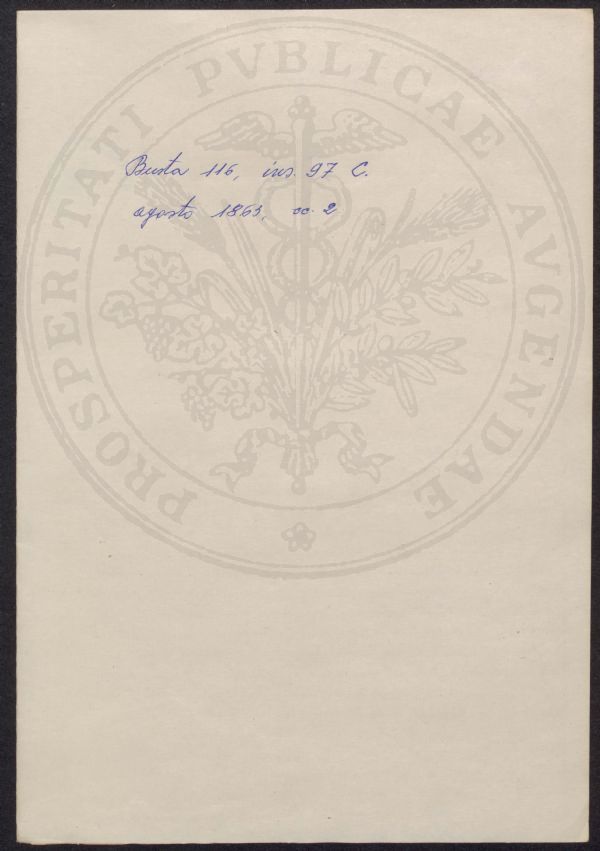 PROSPERITATI PVBLICAE AVGENDAE
Busta 116, ins. 97 C.
agosto 1863, cc. 2